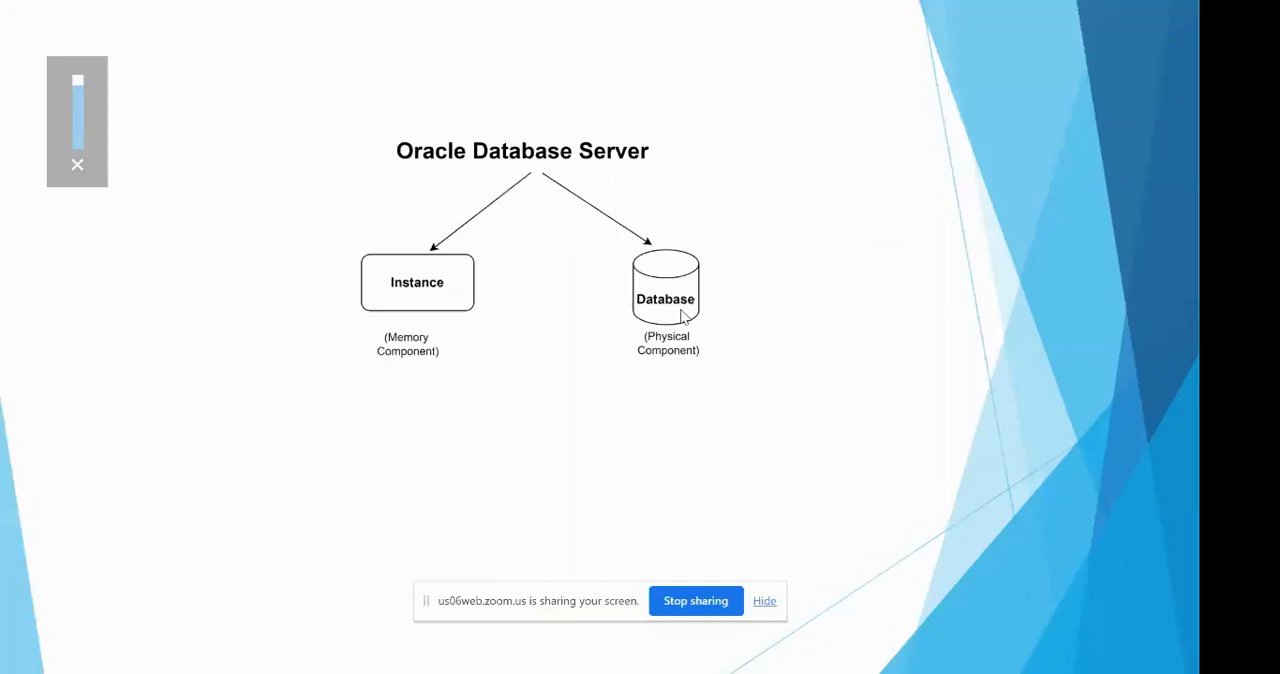 Oracle Database Server
Instance
(Memory
Component)
Database
(Physical
Component)
us06web.zoom.us is sharing your screen.
Stop sharing
Hide